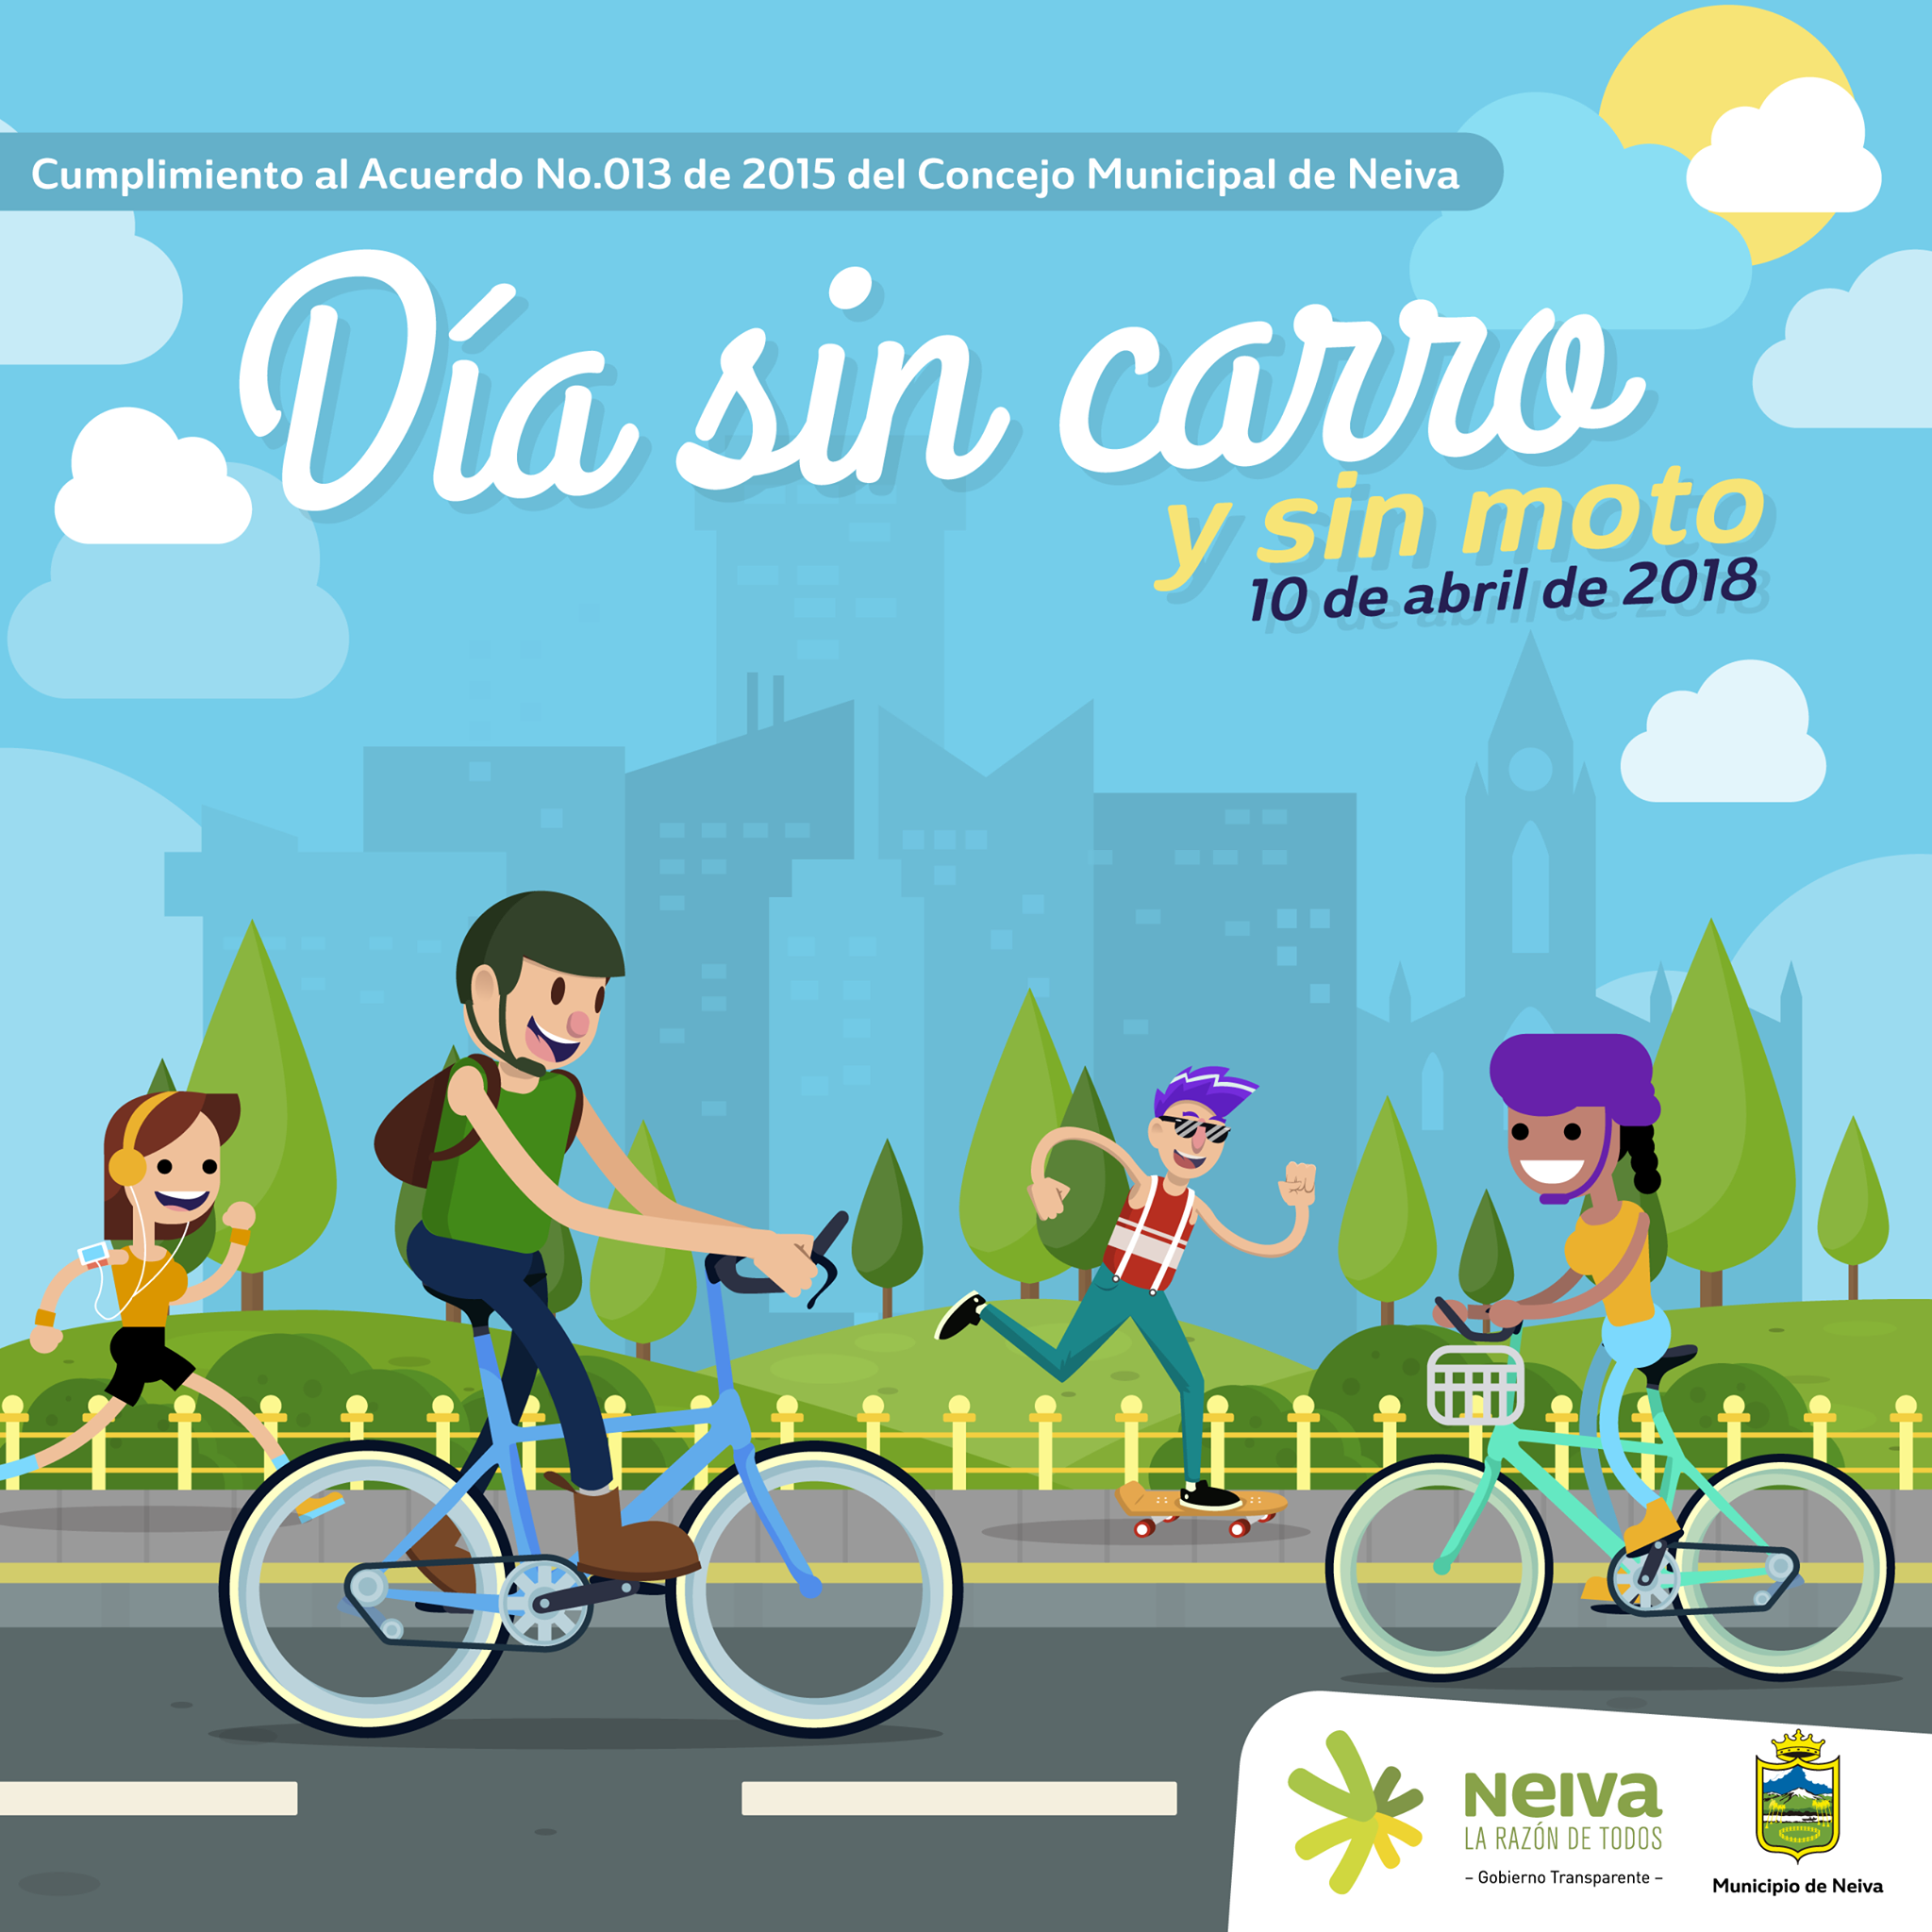 Cumplimiento al Acuerdo No.013 de 2015 del Concejo Municipal de Neiva
Día sin carro
y sin moto
10 de abril de 2018
Neiva
LA RAZÓN DE TODOS
– Gobierno Transparente –
Municipio de Neiva